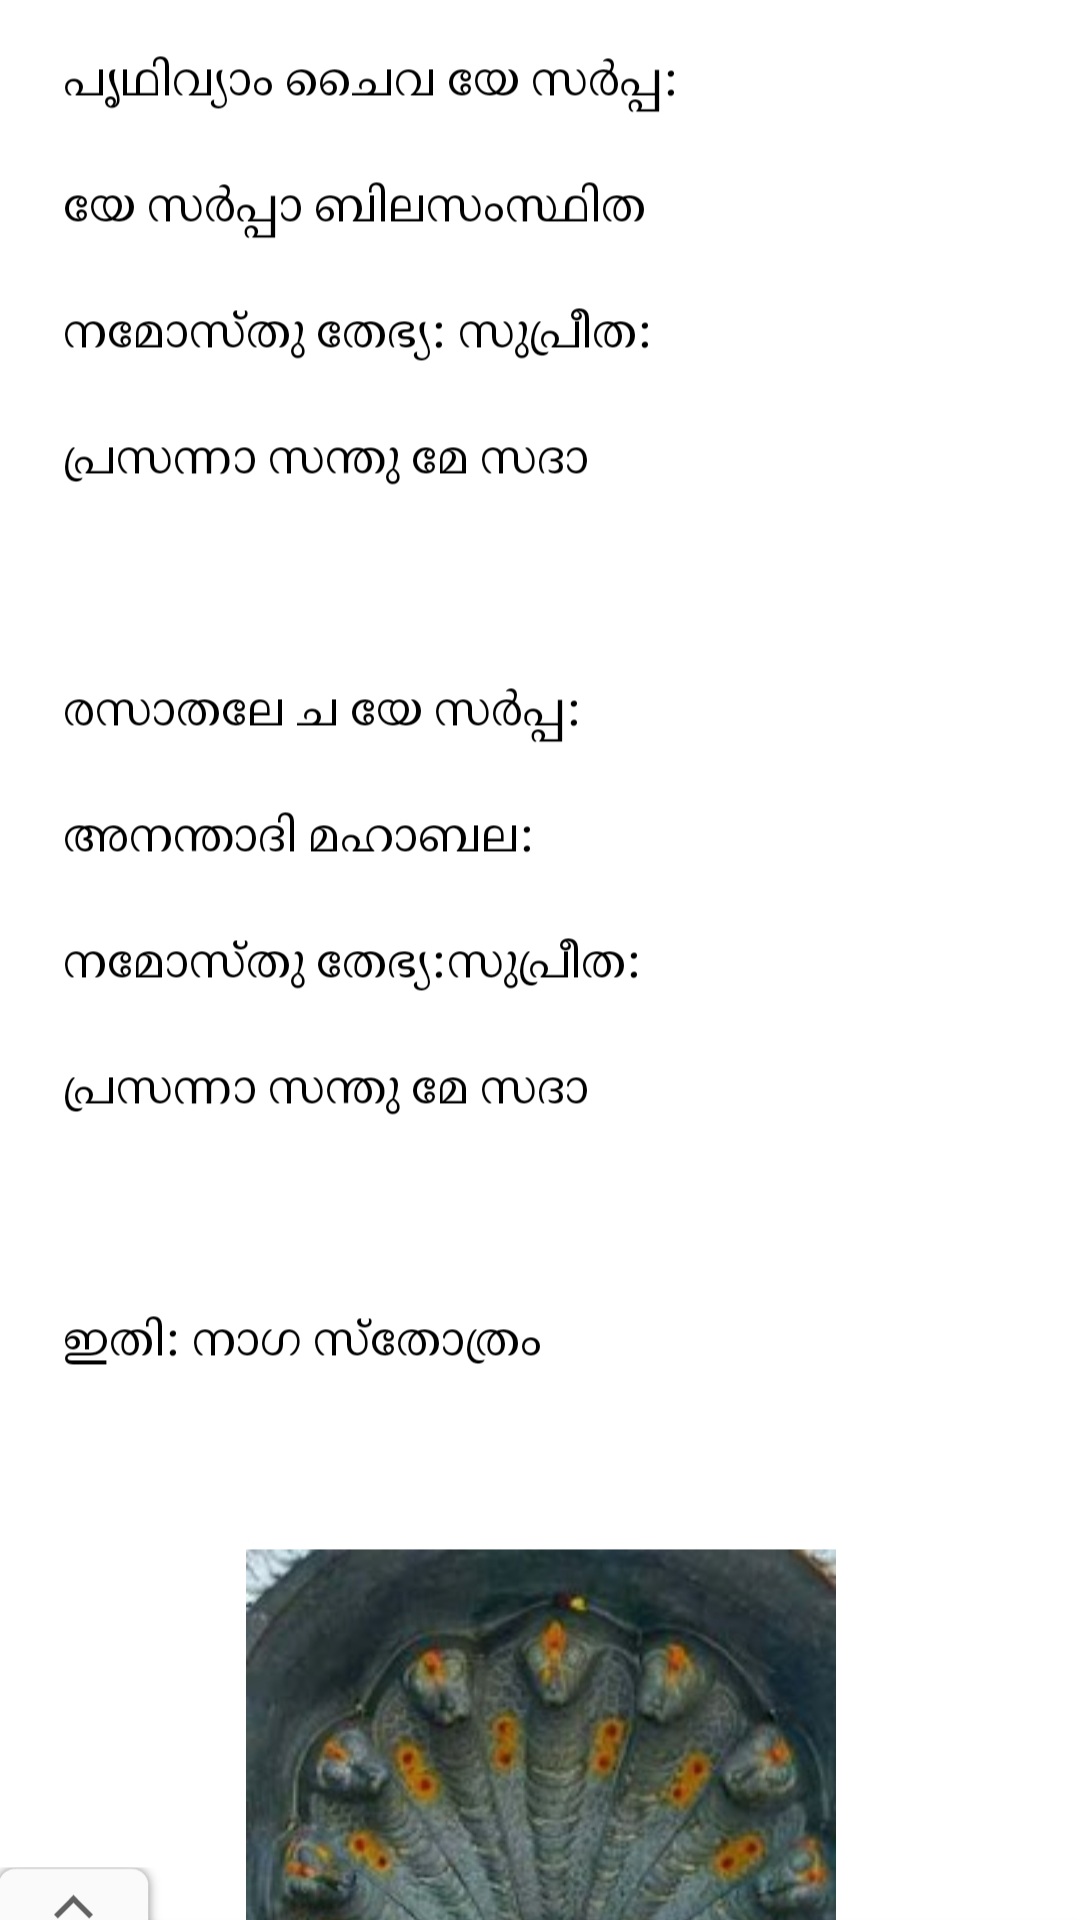 പൃഥിവ്യാം ചൈവ യേ സർപ്പ:
യേ സർപ്പാ ബിലസംസ്ഥിത
നമോസ്തു തേഭ്യ: സുപ്രീത:
പ്രസന്നാ സന്തു മേ സദാ
രസാതലേ ച യേ സർപ്പ:
അനന്താദി മഹാബല:
നമോസ്തു തേഭ്യ:സുപ്രീത:
പ്രസന്നാ സന്തു മേ സദാ
ഇതി: നാഗ സ്തോത്രം